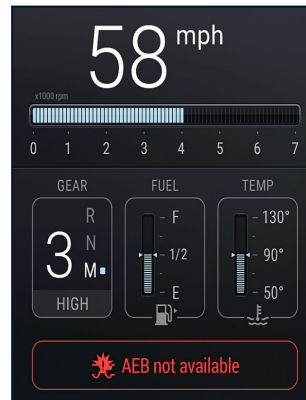 58 mph
x1000 rpm
0 1 2 3 4 5 6 7
GEAR FUEL TEMP
R
N
3 M
HIGH
F
1/2
E
130°
90°
50°
AEB not available